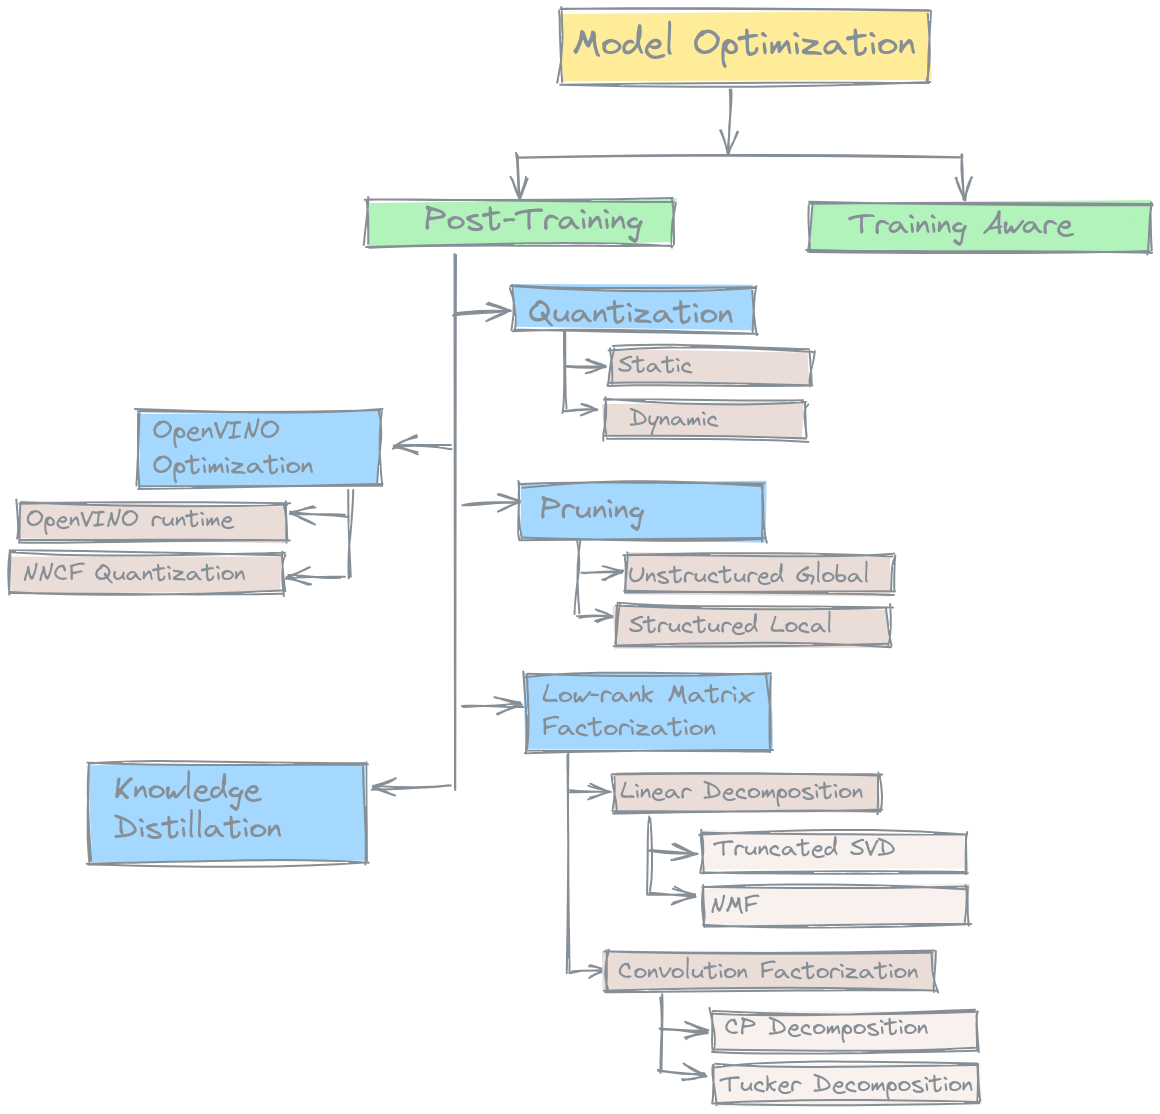 Model Optimization
Post-Training
Training Aware
Quantization
Static
Dynamic
OpenVINO
Optimization
OpenVINO runtime
NNCF Quantization
Pruning
Unstructured Global
Structured Local
Low-rank Matrix
Factorization
Knowledge
Distillation
Linear Decomposition
Truncated SVD
NMF
Convolution Factorization
CP Decomposition
Tucker Decomposition